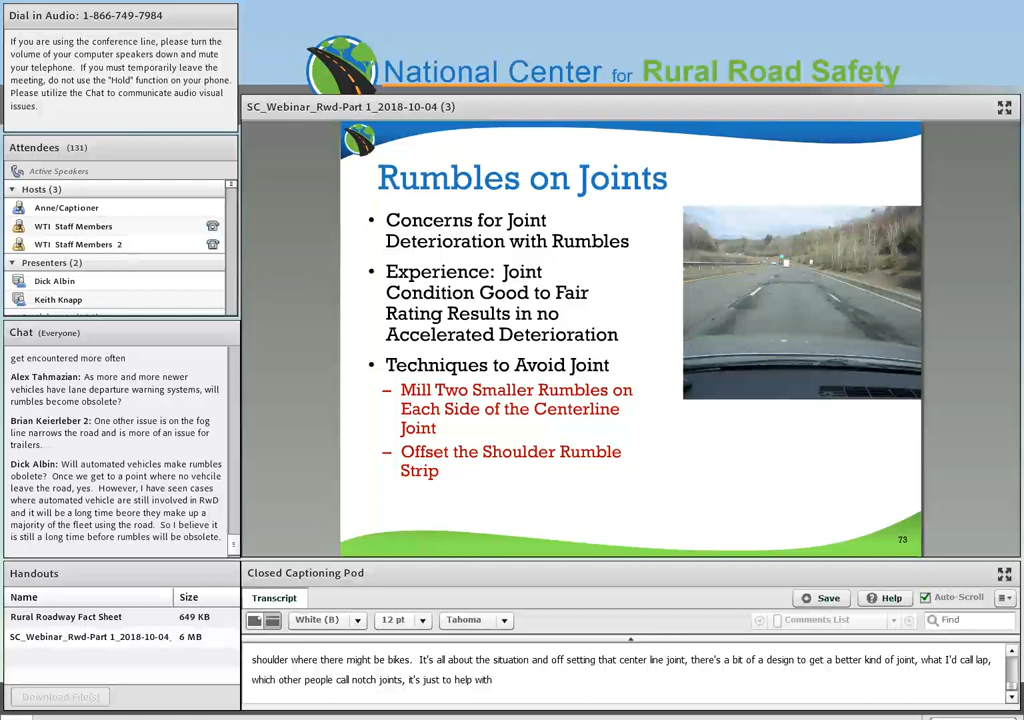 Dial in Audio: 1-866-749-7984
If you are using the conference line, please turn the
volume of your computer speakers down and mute
your telephone. If you must temporarily leave the
meeting, do not use the "Hold" function on your phone.
Please utilize the Chat to communicate audio visual
issues.
National Center for Rural Road Safety
SC_Webinar_Rwd-Part 1_2018-10-04 (3)
Attendees (131)
Active Speakers
Hosts (3)
Anne/Captioner
WTI Staff Members
WTI Staff Members 2
Presenters (2)
Dick Albin
Keith Knapp
Chat (Everyone)
get encountered more often
Alex Tahmazian: As more and more newer
vehicles have lane departure warning systems, will
rumbles become obsolete?
Brian Keierleber 2: One other issue is on the fog
line narrows the road and is more of an issue for
trailers.
Dick Albin: Will automated vehicles make rumbles
obolete? Once we get to a point where no vehcile
leave the road, yes. However, I have seen cases
where automated vehicle are still involved in RwD
and it will be a long time beore they make up a
majority of the fleet using the road. So I believe it
is still a long time before rumbles will be obsolete.
Rumbles on Joints
• Concerns for Joint
Deterioration with Rumbles
• Experience: Joint
Condition Good to Fair
Rating Results in no
Accelerated Deterioration
• Techniques to Avoid Joint
– Mill Two Smaller Rumbles on
Each Side of the Centerline
Joint
– Offset the Shoulder Rumble
Strip
73
Handouts
Name Size
Rural Roadway Fact Sheet 649 KB
SC_Webinar_Rwd-Part 1_2018-10-04_ 6 MB
Download File(s)
Closed Captioning Pod
Transcript
Save
Help
Auto-Scroll
White (B)
12 pt
Tahoma
Comments List
Find
shoulder where there might be bikes. It's all about the situation and off setting that center line joint, there's a bit of a design to get a better kind of joint, what I'd call lap,
which other people call notch joints, it's just to help with